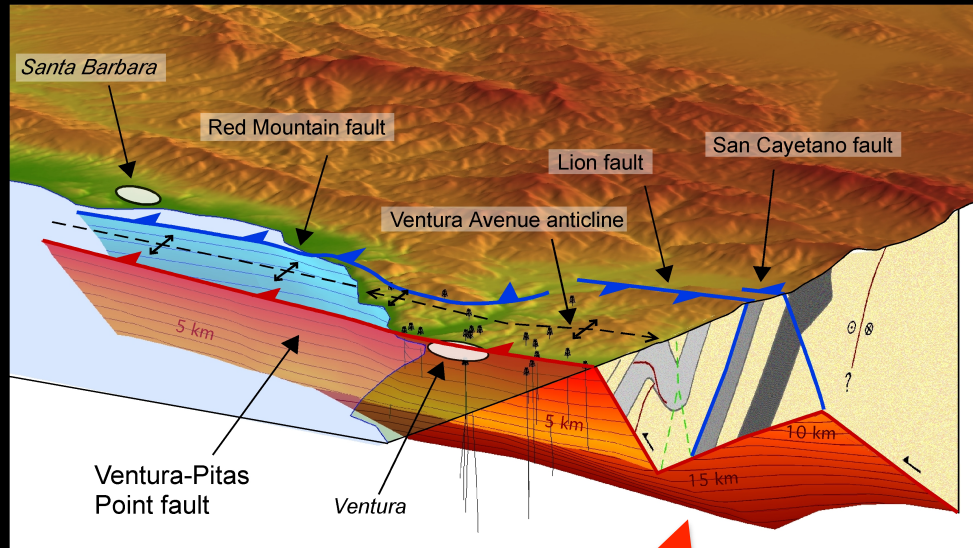 Santa Barbara
Red Mountain fault
Lion fault
San Cayetano fault
Ventura Avenue anticline
5 km
5 km
10 km
15 km
?
Ventura-Pitas
Point fault
Ventura